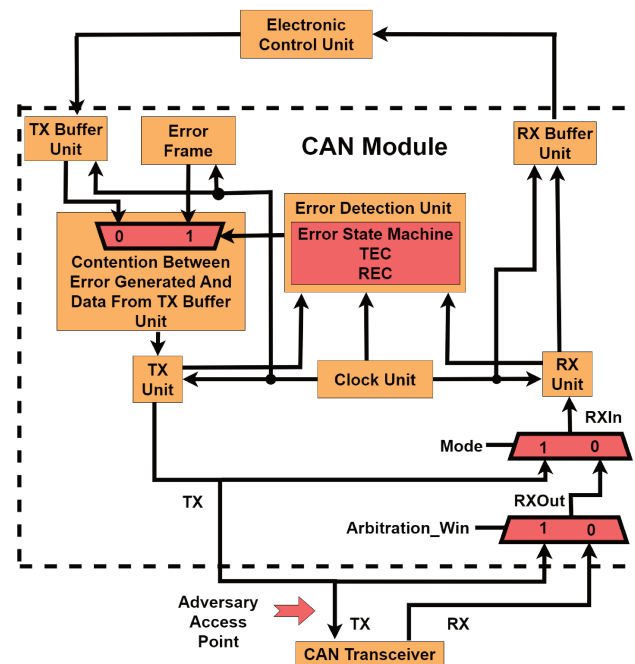 Electronic
Control Unit
TX Buffer
Unit
Error
Frame
CAN Module
RX Buffer
Unit
Error Detection Unit
Error State Machine
TEC
REC
0 1
Contention Between
Error Generated And
Data From TX Buffer
Unit
TX
Unit
Clock Unit
RX
Unit
RXIn
Mode
1 0
TX
RXOut
Arbitration_Win
1 0
Adversary
Access
Point
TX
RX
CAN Transceiver